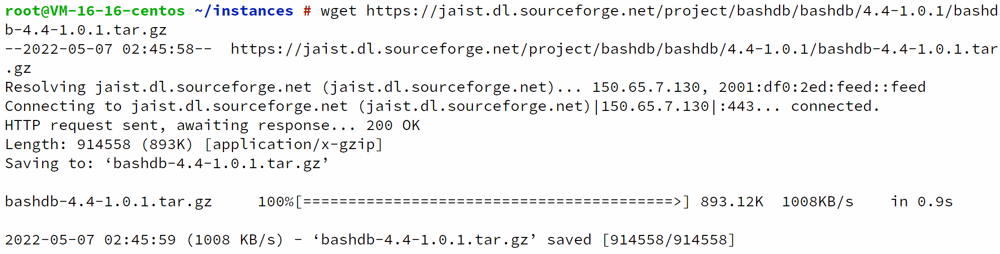 root@VM-16-16-centos ~/instances # wget https://jaist.dl.sourceforge.net/project/bashdb/bashdb/4.4-1.0.1/bashd
b-4.4-1.0.1.tar.gz
--2022-05-07 02:45:58--  https://jaist.dl.sourceforge.net/project/bashdb/bashdb/4.4-1.0.1/bashdb-4.4-1.0.1.tar
.gz
Resolving jaist.dl.sourceforge.net (jaist.dl.sourceforge.net)... 150.65.7.130, 2001:df0:2ed:feed::feed
Connecting to jaist.dl.sourceforge.net (jaist.dl.sourceforge.net)|150.65.7.130|:443... connected.
HTTP request sent, awaiting response... 200 OK
Length: 914558 (893K) [application/x-gzip]
Saving to: ‘bashdb-4.4-1.0.1.tar.gz’
bashdb-4.4-1.0.1.tar.gz     100%[=========================================>] 893.12K  1008KB/s    in 0.9s
2022-05-07 02:45:59 (1008 KB/s) - ‘bashdb-4.4-1.0.1.tar.gz’ saved [914558/914558]